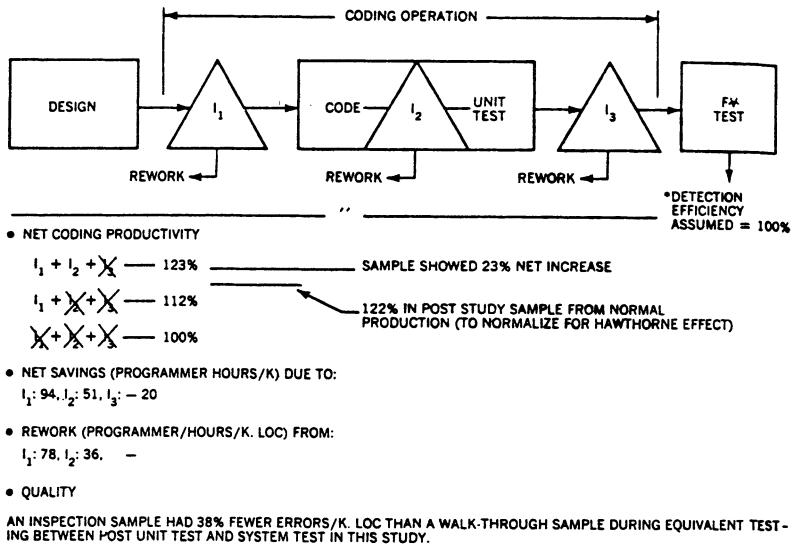 CODING OPERATION
DESIGN
I1
CODE
I2
UNIT
TEST
I3
F*
TEST
REWORK
REWORK
REWORK
*DETECTION
EFFICIENCY
ASSUMED = 100%
"
• NET CODING PRODUCTIVITY
I1 + I2 + I3 — 123%
SAMPLE SHOWED 23% NET INCREASE
I1 + I2 + I3 — 112%
122% IN POST STUDY SAMPLE FROM NORMAL
PRODUCTION (TO NORMALIZE FOR HAWTHORNE EFFECT)
I1 + I2 + I3 — 100%
• NET SAVINGS (PROGRAMMER HOURS/K) DUE TO:
I1: 94, I2: 51, I3: – 20
• REWORK (PROGRAMMER/HOURS/K. LOC) FROM:
I1: 78, I2: 36, –
• QUALITY
AN INSPECTION SAMPLE HAD 38% FEWER ERRORS/K. LOC THAN A WALK-THROUGH SAMPLE DURING EQUIVALENT TEST-
ING BETWEEN POST UNIT TEST AND SYSTEM TEST IN THIS STUDY.